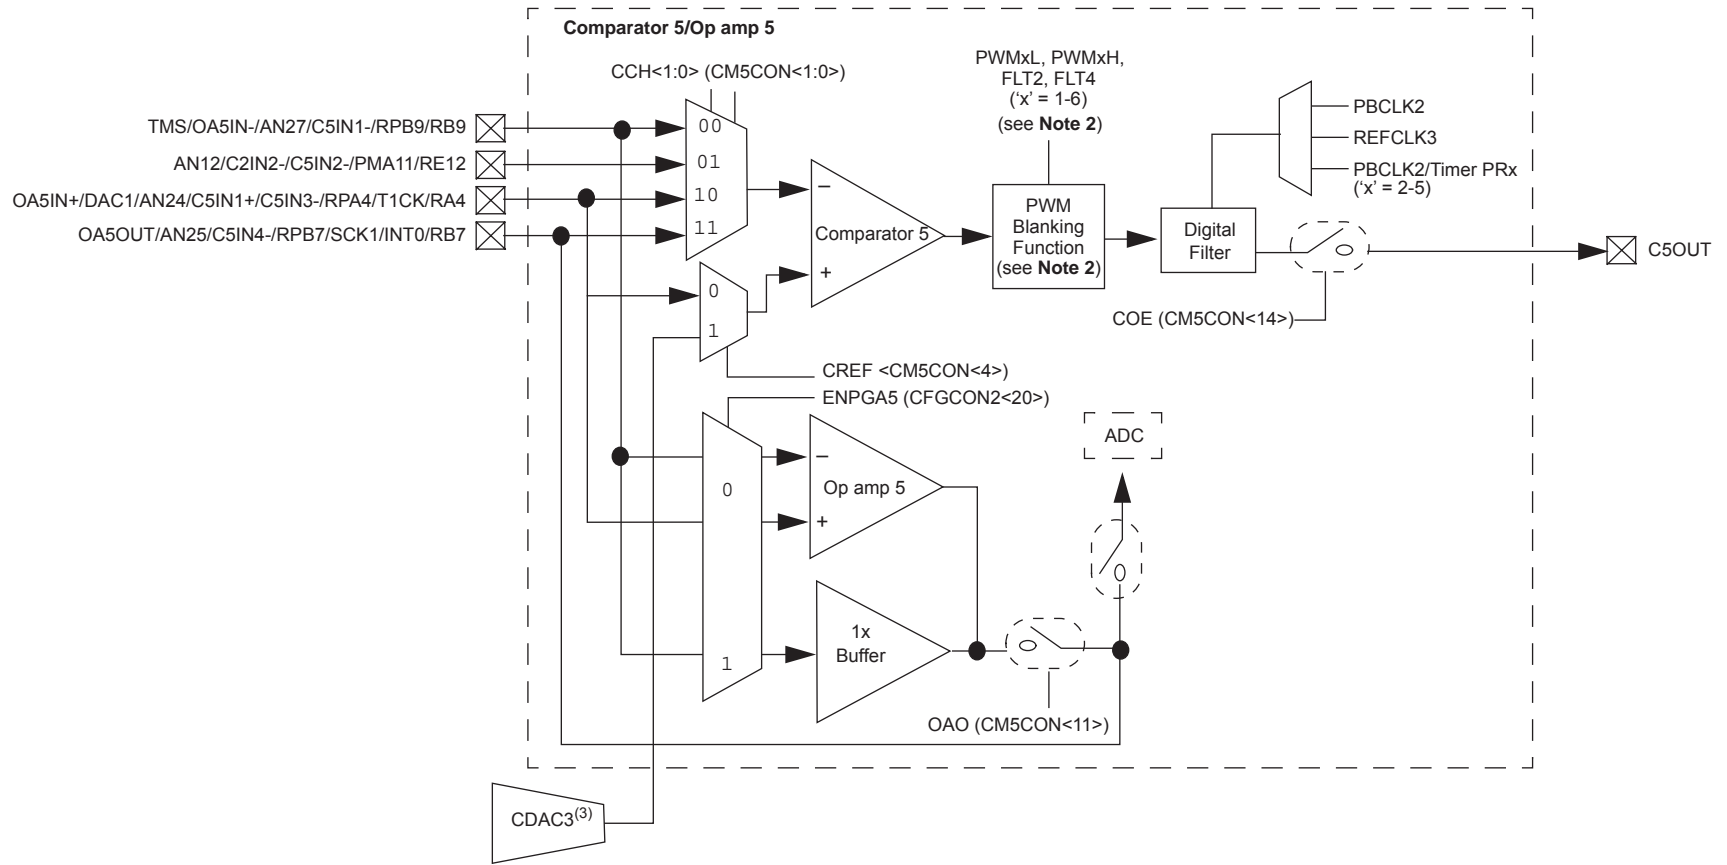 Comparator 5/Op amp 5
CCH<1:0> (CM5CON<1:0>)
PWMxL, PWMxH,
FLT2, FLT4
(‘x’ = 1-6)
(see Note 2)
TMS/OA5IN-/AN27/C5IN1-/RPB9/RB9
AN12/C2IN2-/C5IN2-/PMA11/RE12
OA5IN+/DAC1/AN24/C5IN1+/C5IN3-/RPA4/T1CK/RA4
OA5OUT/AN25/C5IN4-/RPB7/SCK1/INT0/RB7
00
01
10
11
–
Comparator 5
+
0
1
PWM
Blanking
Function
(see Note 2)
Digital
Filter
PBCLK2
REFCLK3
PBCLK2/Timer PRx
(‘x’ = 2-5)
C5OUT
COE (CM5CON<14>)
CREF <CM5CON<4>)
ENPGA5 (CFGCON2<20>)
ADC
0
1
–
Op amp 5
+
1x
Buffer
OAO (CM5CON<11>)
CDAC3(3)